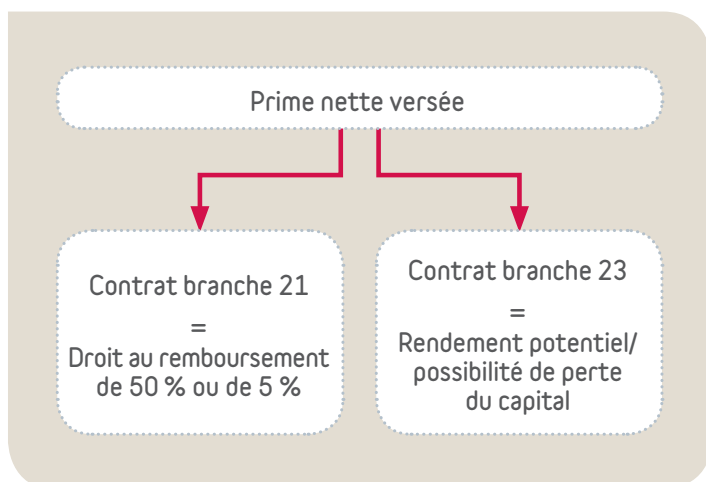 Prime nette versée
Contrat branche 21
=
Droit au remboursement
de 50 % ou de 5 %
Contrat branche 23
=
Rendement potentiel/
possibilité de perte
du capital